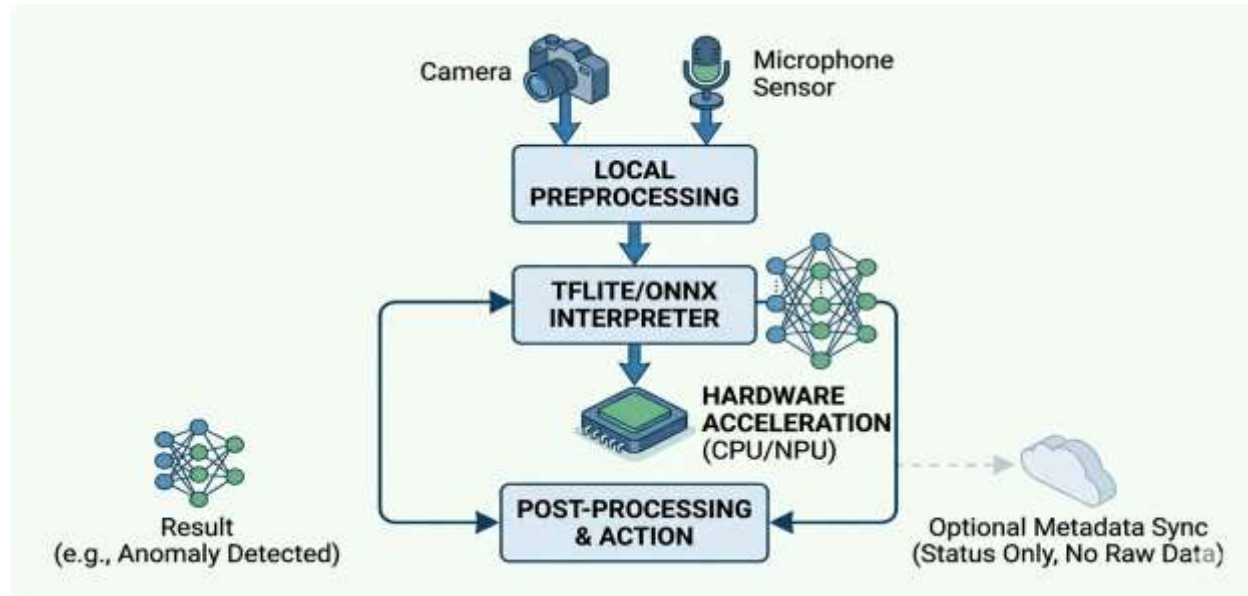 Camera
Microphone
Sensor
LOCAL
PREPROCESSING
TFLITE/ONNX
INTERPRETER
HARDWARE
ACCELERATION
(CPU/NPU)
POST-PROCESSING
& ACTION
Result
(e.g., Anomaly Detected)
Optional Metadata Sync
(Status Only, No Raw Data)